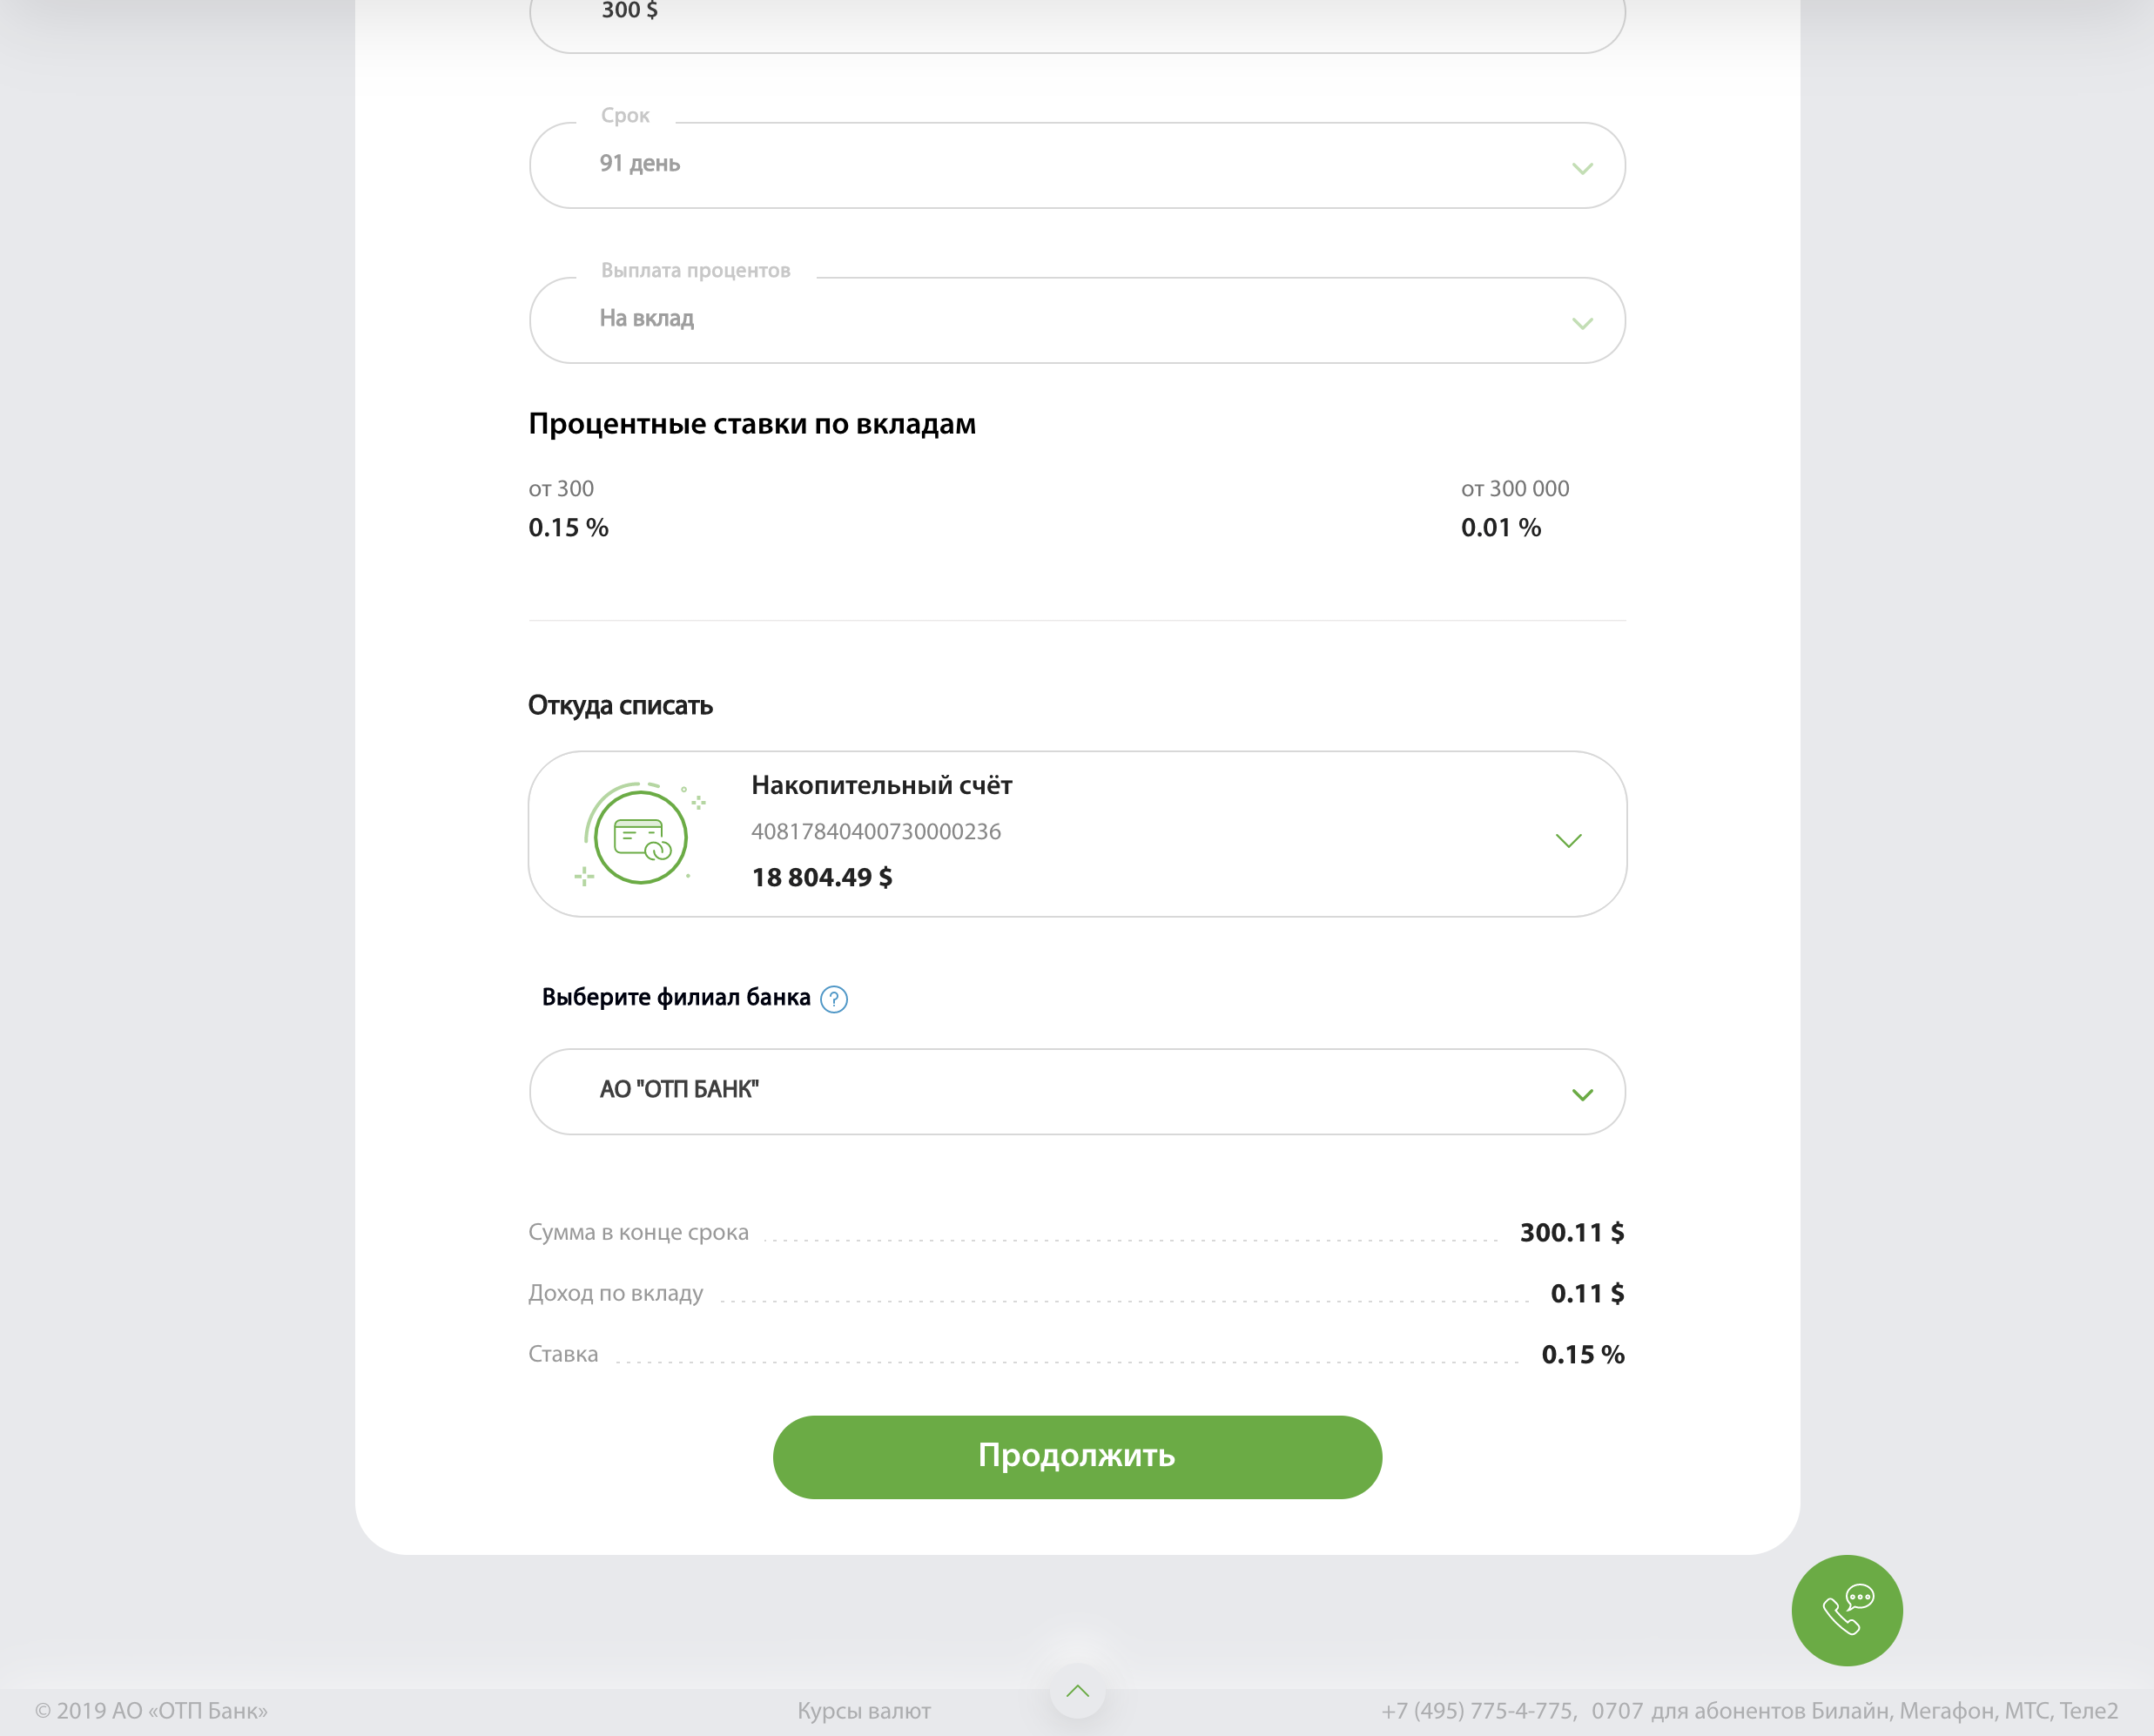 300 $
Срок
91 день
Выплата процентов
На вклад
Процентные ставки по вкладам
от 300
0.15 %
от 300 000
0.01 %
Откуда списать
Накопительный счёт
40817840400730000236
18 804.49 $
Выберите филиал банка ?
АО "ОТП БАНК"
Сумма в конце срока 300.11 $
Доход по вкладу 0.11 $
Ставка 0.15 %
Продолжить
© 2019 АО «ОТП Банк» Курсы валют +7 (495) 775-4-775, 0707 для абонентов Билайн, Мегафон, МТС, Теле2